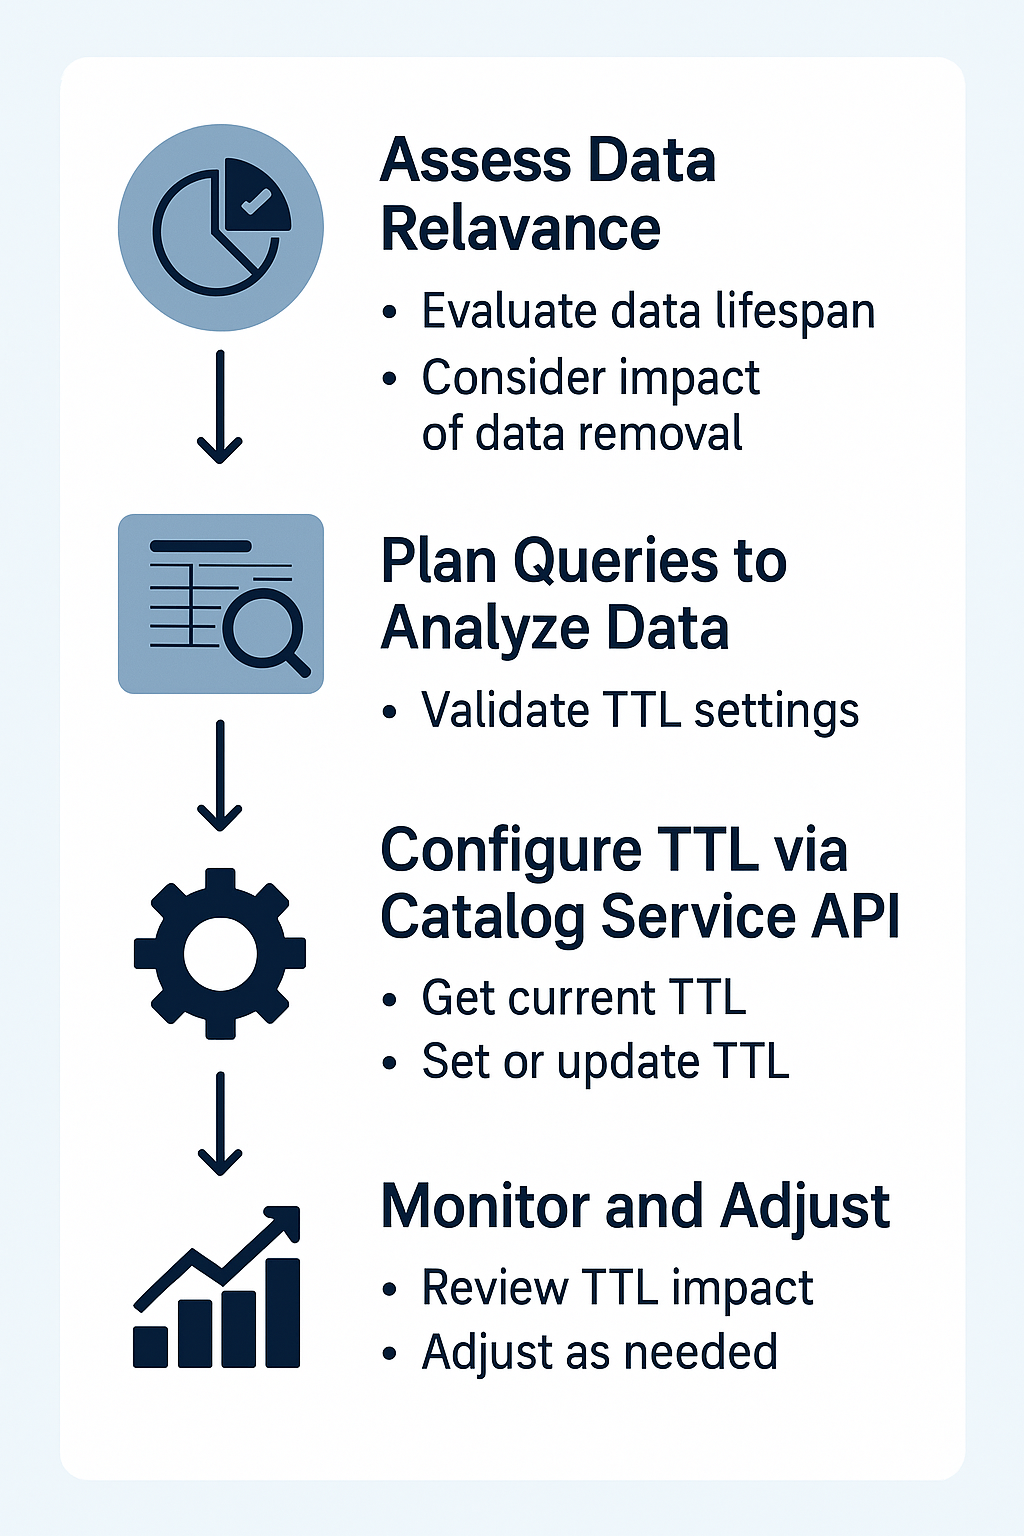 Assess Data
Relavance
• Evaluate data lifespan
• Consider impact
of data removal
Plan Queries to
Analyze Data
• Validate TTL settings
Configure TTL via
Catalog Service API
• Get current TTL
• Set or update TTL
Monitor and Adjust
• Review TTL impact
• Adjust as needed